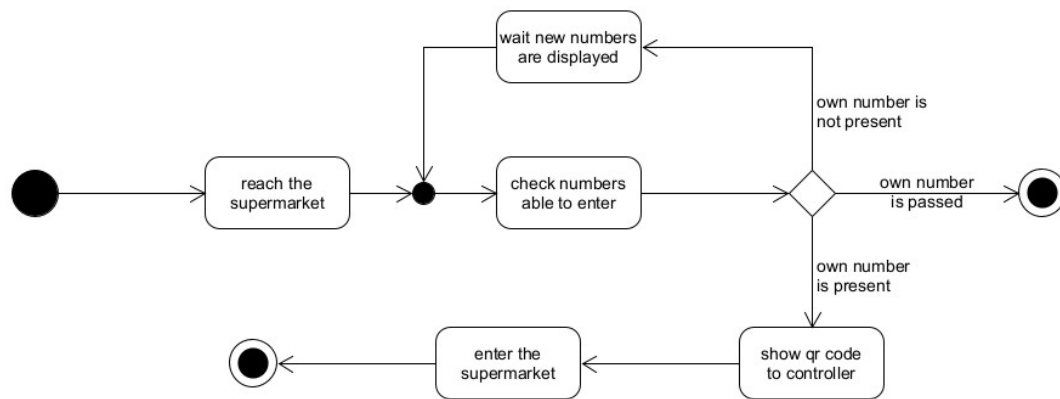 wait new numbers
are displayed
own number is
not present
reach the
supermarket
check numbers
able to enter
own number
is passed
own number
is present
enter the
supermarket
show qr code
to controller